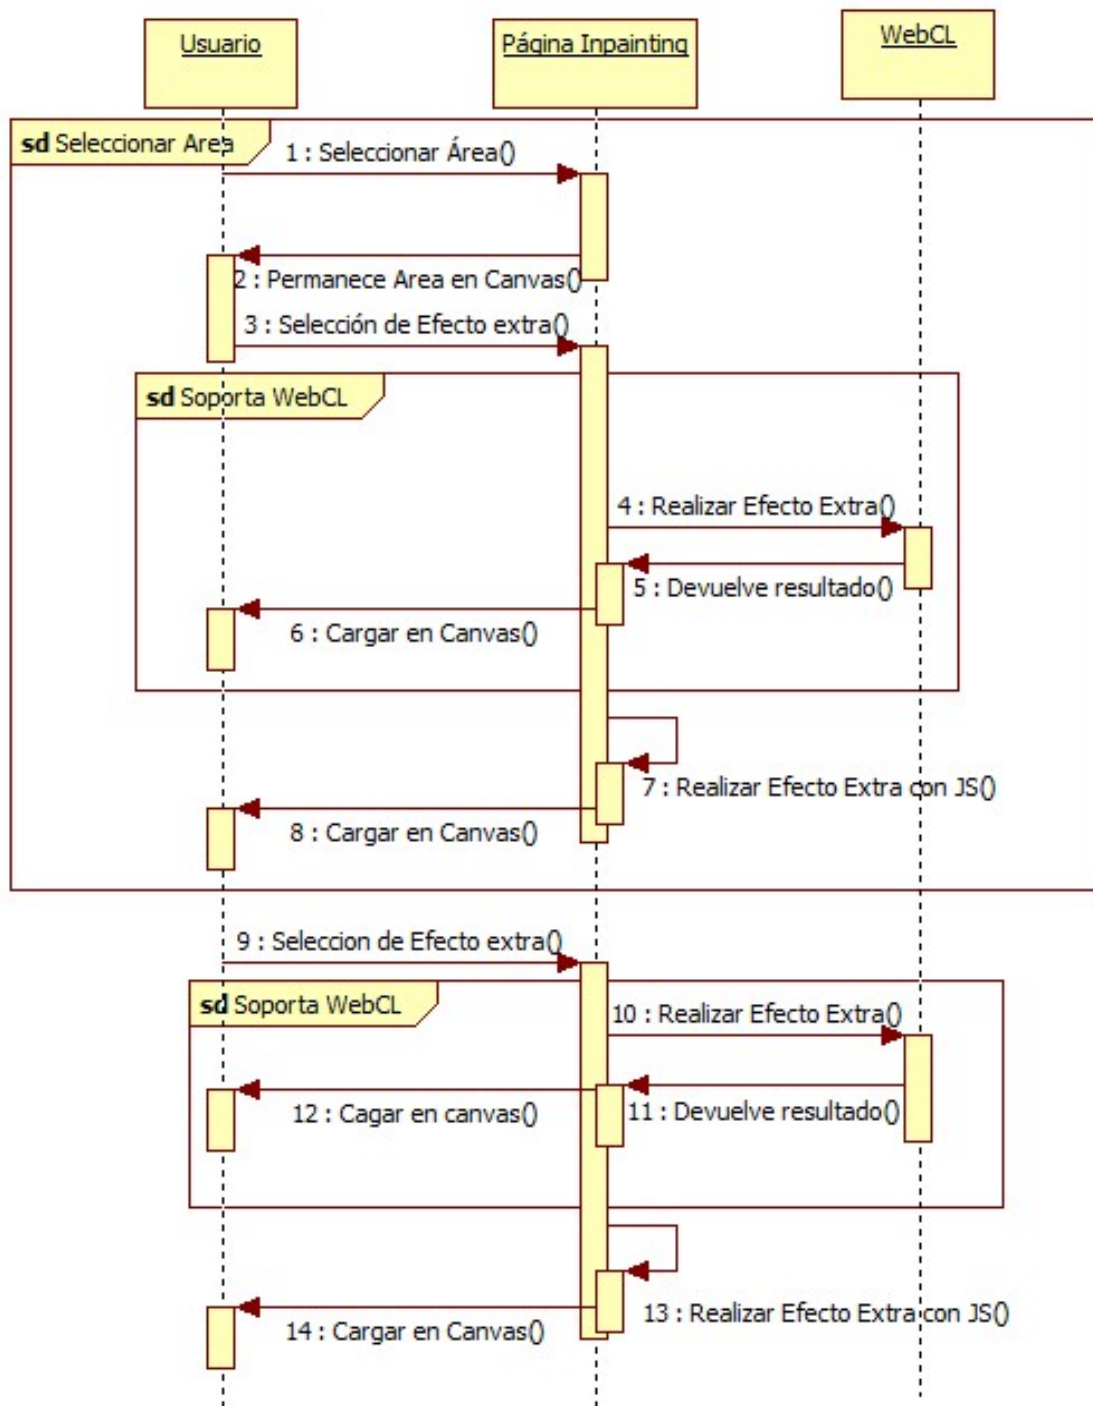 Usuario
Página Inpainting
WebCL
sd Seleccionar Area
1 : Seleccionar Área()
2 : Permanece Area en Canvas()
3 : Selección de Efecto extra()
sd Soporta WebCL
4 : Realizar Efecto Extra()
5 : Devuelve resultado()
6 : Cargar en Canvas()
7 : Realizar Efecto Extra con JS()
8 : Cargar en Canvas()
9 : Seleccion de Efecto extra()
sd Soporta WebCL
10 : Realizar Efecto Extra()
11 : Devuelve resultado()
12 : Cagar en canvas()
13 : Realizar Efecto Extra con JS()
14 : Cargar en Canvas()